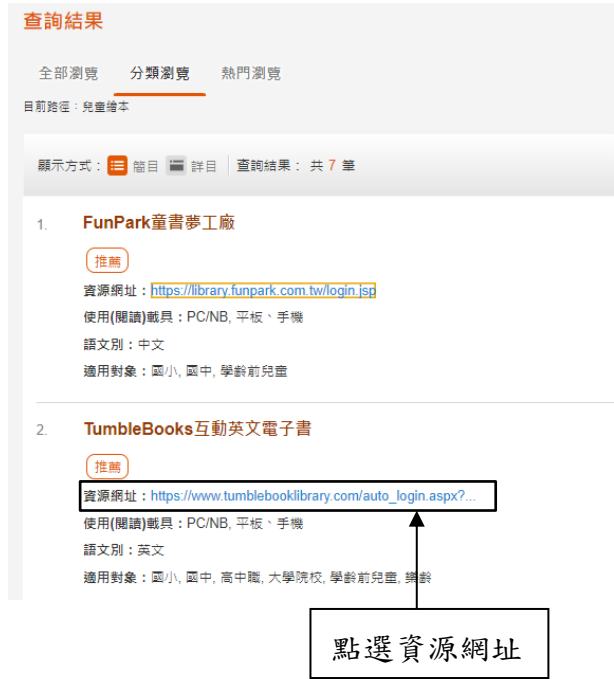 查詢結果
全部瀏覽 分類瀏覽 熱門瀏覽
目前路徑：兒童繪本
顯示方式： 簡目 詳目 查詢結果： 共 7 筆
1. FunPark童書夢工廠
推薦
資源網址：https://library.funpark.com.tw/login.jsp
使用(閱讀)載具：PC/NB, 平板、手機
語文別：中文
適用對象：國小, 國中, 學齡前兒童
2. TumbleBooks互動英文電子書
推薦
資源網址：https://www.tumblebooklibrary.com/auto_login.aspx?...
使用(閱讀)載具：PC/NB, 平板、手機
語文別：英文
適用對象：國小, 國中, 高中職, 大學院校, 學齡前兒童, 樂齡
點選資源網址